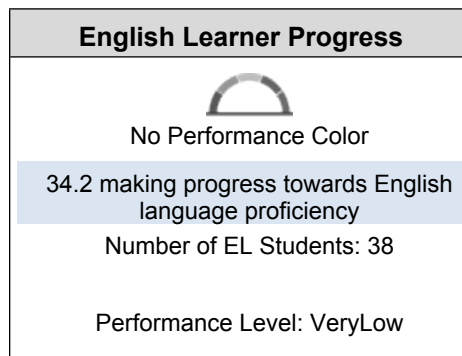 English Learner Progress
No Performance Color
34.2 making progress towards English
language proficiency
Number of EL Students: 38
Performance Level: VeryLow